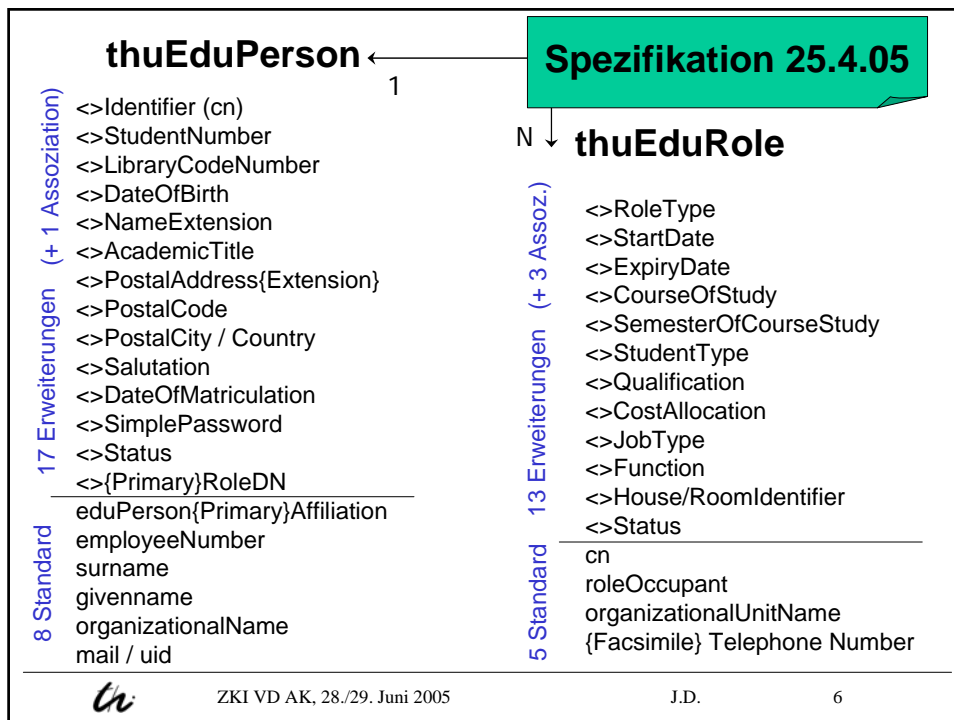 thuEduPerson
1
Spezifikation 25.4.05
N
thuEduRole
17 Erweiterungen (+ 1 Assoziation)
<>Identifier (cn)
<>StudentNumber
<>LibraryCodeNumber
<>DateOfBirth
<>NameExtension
<>AcademicTitle
<>PostalAddress{Extension}
<>PostalCode
<>PostalCity / Country
<>Salutation
<>DateOfMatriculation
<>SimplePassword
<>Status
<>{Primary}RoleDN
8 Standard
eduPerson{Primary}Affiliation
employeeNumber
surname
givenname
organizationalName
mail / uid
13 Erweiterungen (+ 3 Assoz.)
<>RoleType
<>StartDate
<>ExpiryDate
<>CourseOfStudy
<>SemesterOfCourseStudy
<>StudentType
<>Qualification
<>CostAllocation
<>JobType
<>Function
<>House/RoomIdentifier
<>Status
5 Standard
cn
roleOccupant
organizationalUnitName
{Facsimile} Telephone Number
th
ZKI VD AK, 28./29. Juni 2005
J.D.
6